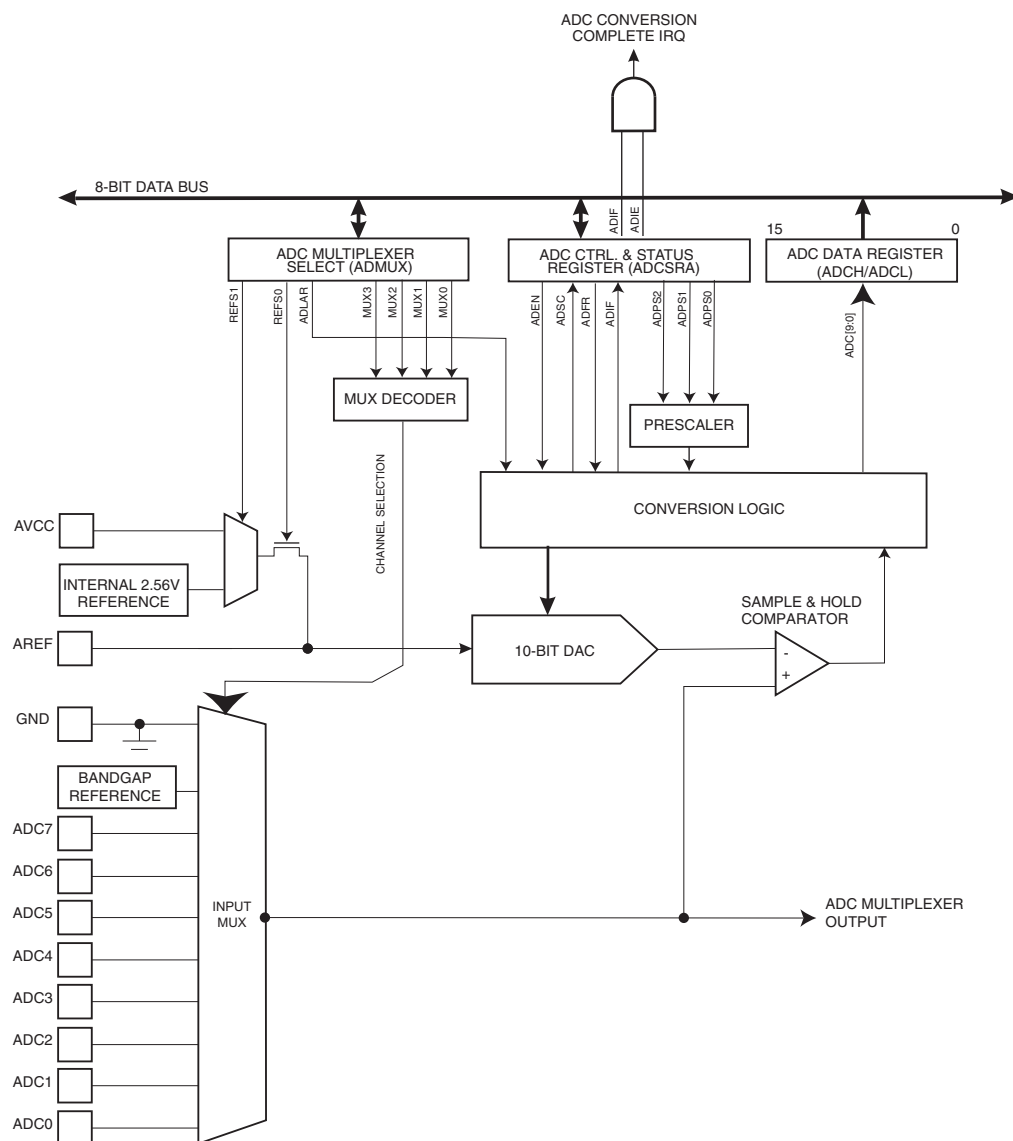 ADC CONVERSION
COMPLETE IRQ
8-BIT DATA BUS
ADIF
ADIE
15
0
ADC MULTIPLEXER
SELECT (ADMUX)
ADC CTRL. & STATUS
REGISTER (ADCSRA)
ADC DATA REGISTER
(ADCH/ADCL)
REFS1
REFS0
ADLAR
MUX3
MUX2
MUX1
MUX0
ADEN
ADSC
ADFR
ADIF
ADPS2
ADPS1
ADPS0
ADC[9:0]
MUX DECODER
PRESCALER
CHANNEL SELECTION
CONVERSION LOGIC
AVCC
INTERNAL 2.56V
REFERENCE
SAMPLE & HOLD
COMPARATOR
AREF
10-BIT DAC
-
+
GND
BANDGAP
REFERENCE
ADC7
ADC6
ADC5
INPUT
MUX
ADC MULTIPLEXER
OUTPUT
ADC4
ADC3
ADC2
ADC1
ADC0